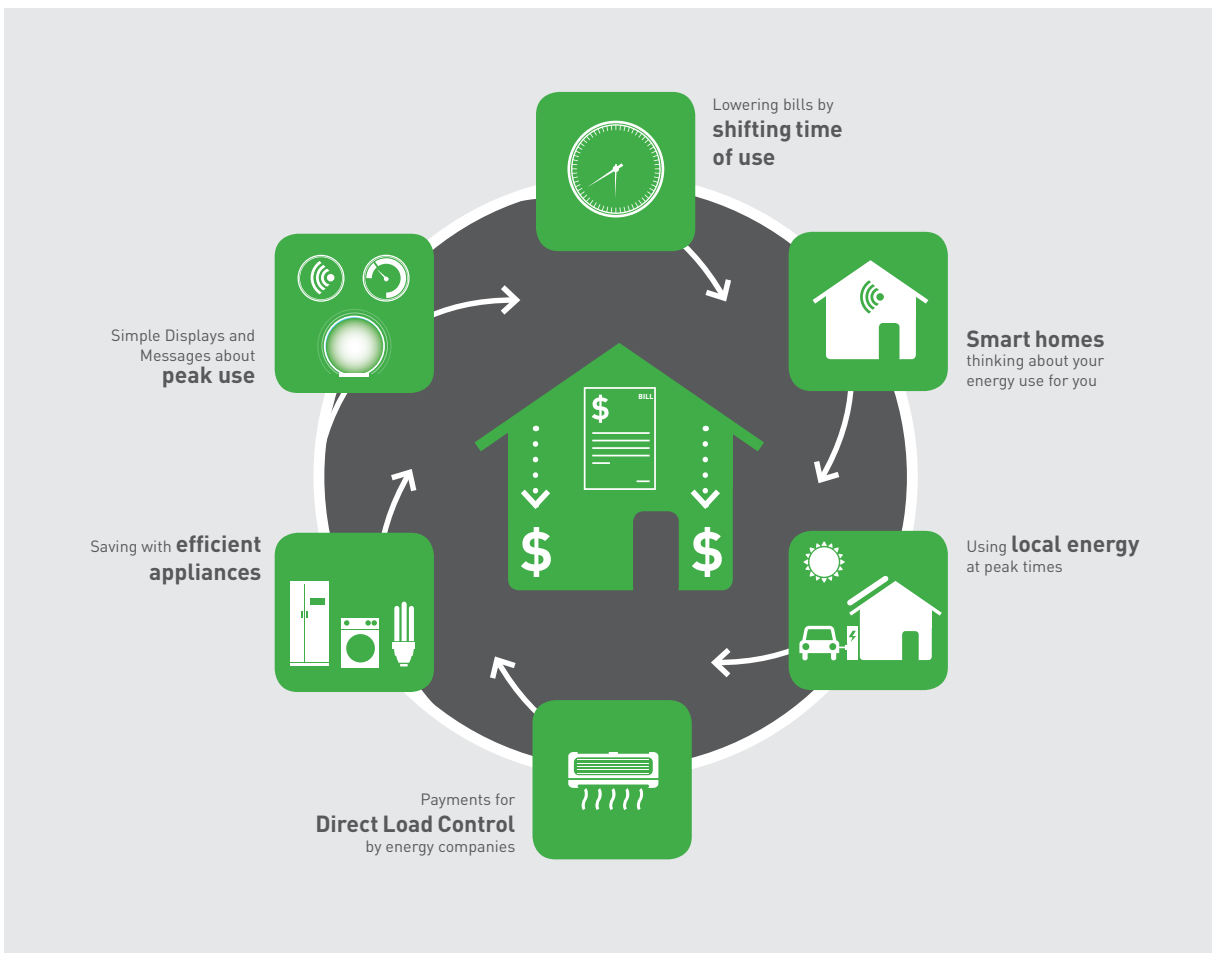 Lowering bills by
shifting time
of use
Smart homes
thinking about your
energy use for you
Using local energy
at peak times
Payments for
Direct Load Control
by energy companies
Saving with efficient
appliances
Simple Displays and
Messages about
peak use
$ BILL
$ $